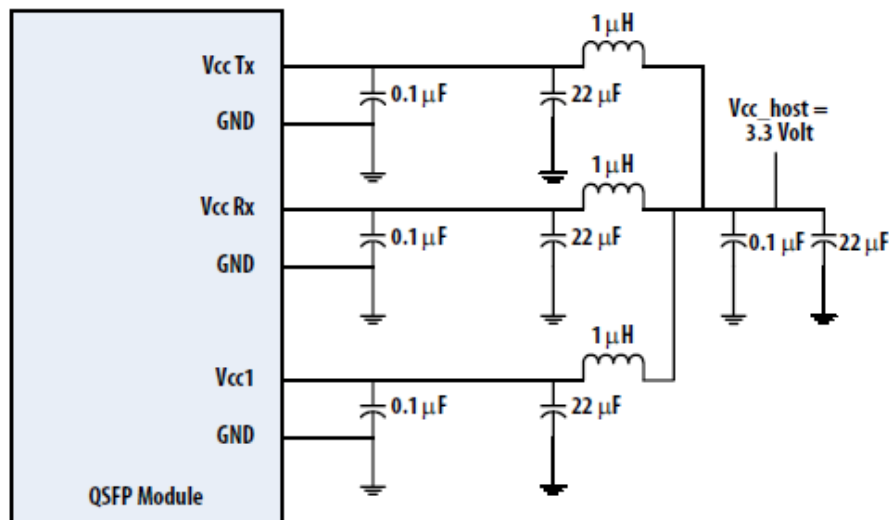 1 μH
Vcc Tx
0.1 μF
22 μF
GND
Vcc_host =
3.3 Volt
1 μH
Vcc Rx
0.1 μF
22 μF
0.1 μF
22 μF
GND
1 μH
Vcc1
0.1 μF
22 μF
GND
QSFP Module